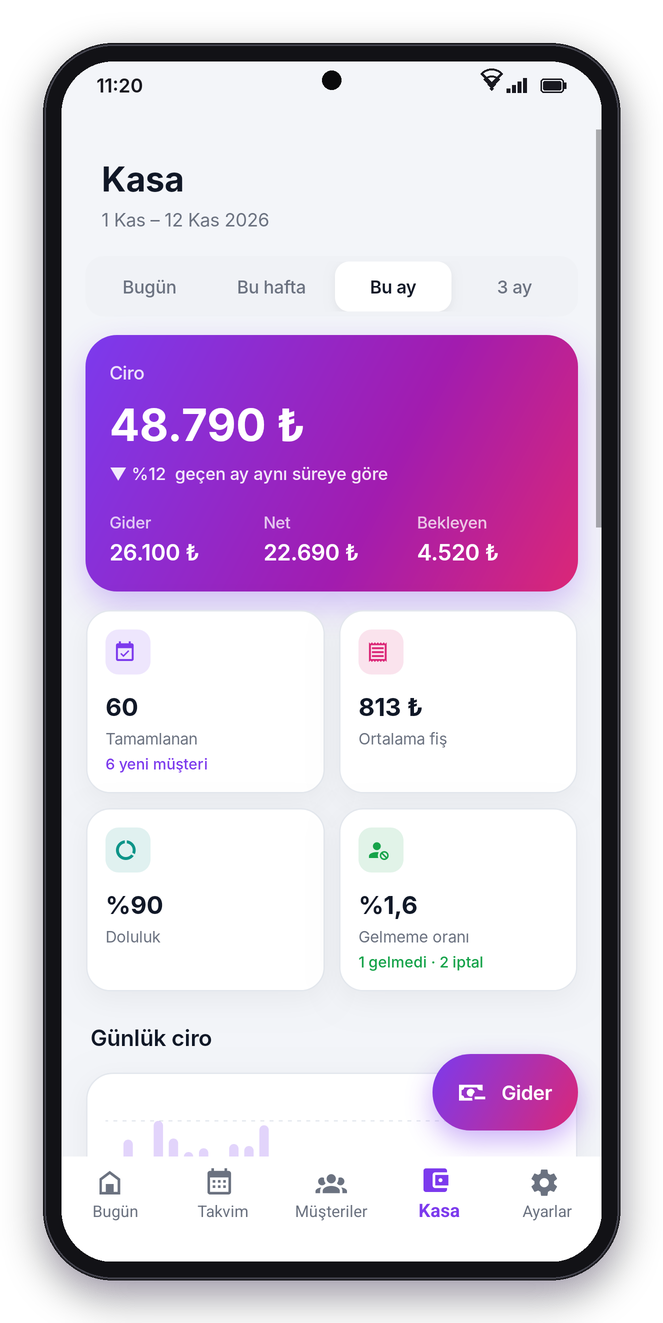 11:20
Kasa
1 Kas – 12 Kas 2026
Bugün Bu hafta Bu ay 3 ay
Ciro
48.790 ₺
▼ %12 geçen ay aynı süreye göre
Gider Net Bekleyen
26.100 ₺ 22.690 ₺ 4.520 ₺
60
Tamamlanan
6 yeni müşteri
813 ₺
Ortalama fiş
%90
Doluluk
%1,6
Gelmeme oranı
1 gelmedi · 2 iptal
Günlük ciro
Gider
Bugün Takvim Müşteriler Kasa Ayarlar